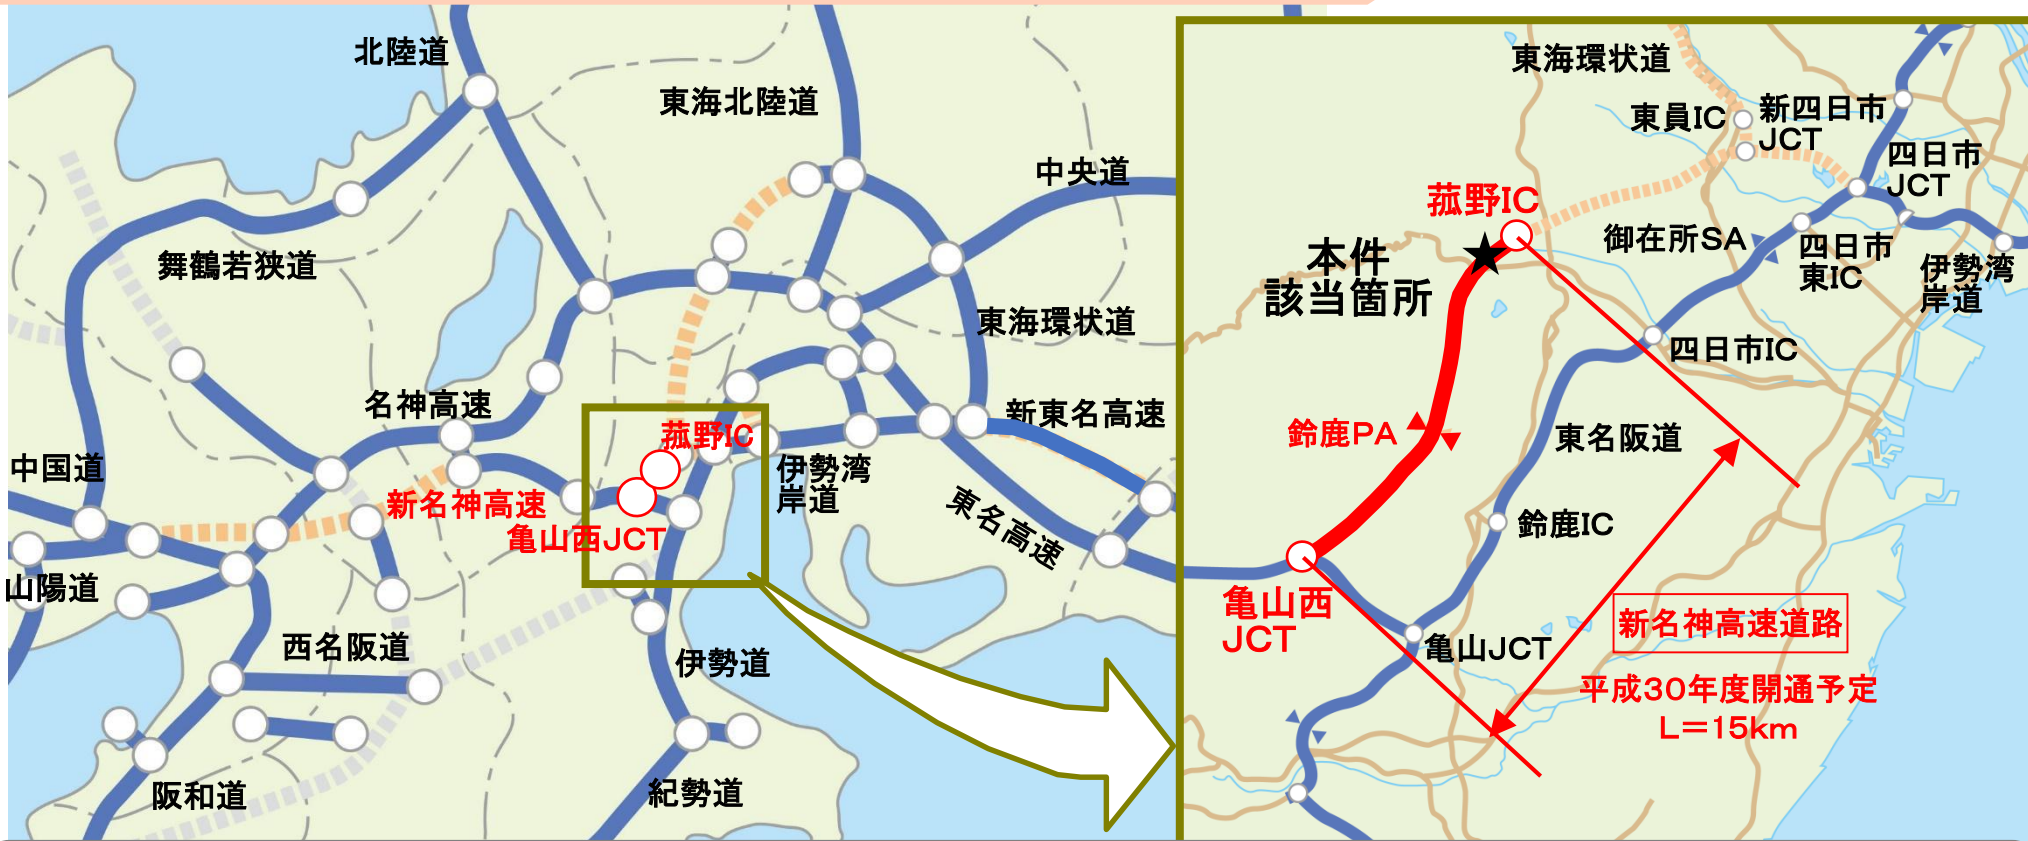 北陸道
東海北陸道
中央道
舞鶴若狭道
東海環状道
名神高速
新東名高速
菰野IC
中国道
伊勢湾
岸道
新名神高速
亀山西JCT
東名高速
山陽道
西名阪道
伊勢道
阪和道
紀勢道
東海環状道
東員IC
新四日市
JCT
四日市
JCT
菰野IC
本件
該当箇所
御在所SA
四日市
東IC
伊勢湾
岸道
四日市IC
鈴鹿PA
東名阪道
鈴鹿IC
亀山西
JCT
亀山JCT
新名神高速道路
平成30年度開通予定
L=15km